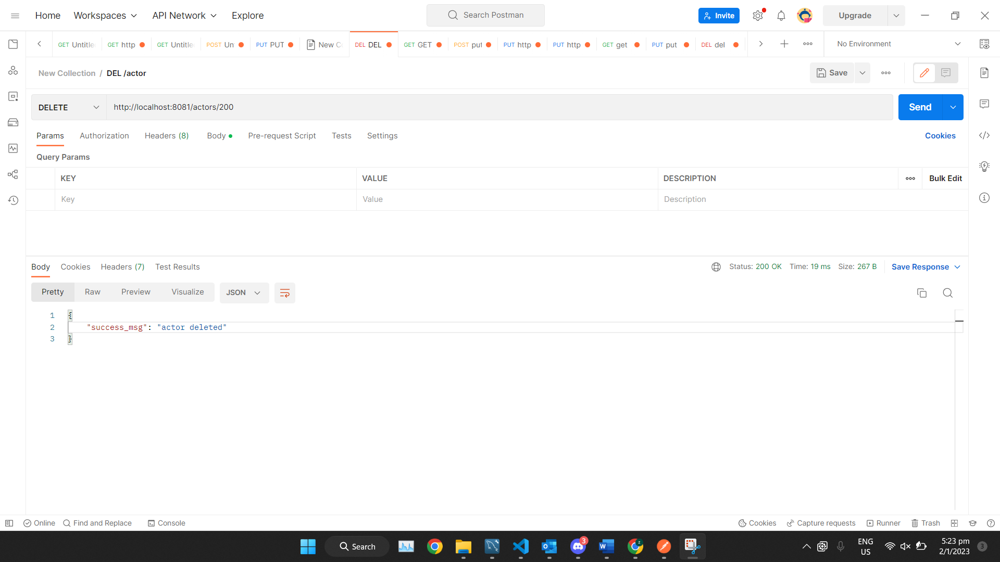 Home Workspaces API Network Explore Search Postman Invite Upgrade
GET Untitle GET http GET Untitle POST Un PUT PUT New Co DEL DEL GET GET POST put PUT http PUT http GET get PUT put DEL del No Environment
New Collection / DEL /actor Save
DELETE http://localhost:8081/actors/200 Send
Params Authorization Headers (8) Body Pre-request Script Tests Settings Cookies
Query Params
KEY VALUE DESCRIPTION Bulk Edit
Key Value Description
Body Cookies Headers (7) Test Results Status: 200 OK Time: 19 ms Size: 267 B Save Response
Pretty Raw Preview Visualize JSON
1 {
2 "success_msg": "actor deleted"
3 }
Online Find and Replace Console Cookies Capture requests Runner Trash
Search 3 z ENG 5:23 pm
US 2/1/2023 3